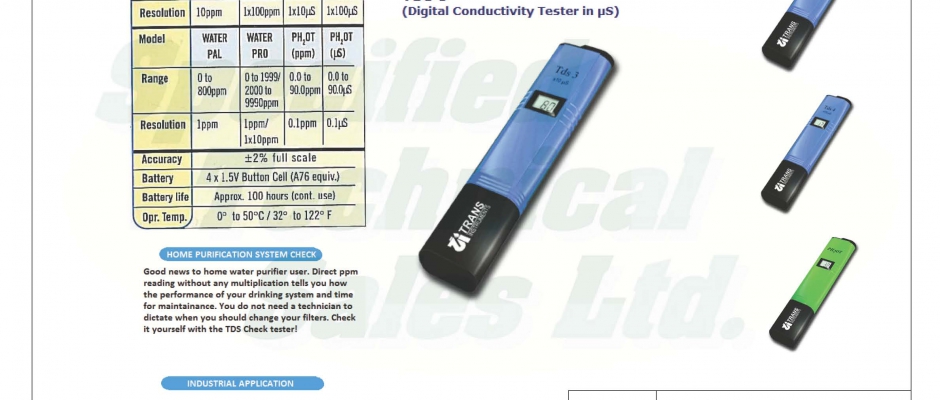 (Digital Conductivity Tester in µS)
Resolution 10ppm 1x100ppm 1x10µS 1x100µS
Model WATER PAL WATER PRO PH₂OT (ppm) PH₂OT (µS)
Range 0 to 800ppm 0 to 1999/ 2000 to 9990ppm 0.0 to 90.0ppm 0.0 to 90.0µS
Resolution 1ppm 1ppm/ 1x10ppm 0.1ppm 0.1µS
Accuracy ±2% full scale
Battery 4 x 1.5V Button Cell (A76 equiv.)
Battery life Approx. 100 hours (cont. use)
Opr. Temp. 0° to 50°C / 32° to 122° F
HOME PURIFICATION SYSTEM CHECK
Good news to home water purifier user. Direct ppm
reading without any multiplication tells you how
the performance of your drinking system and time
for maintainance. You do not need a technician to
dictate when you should change your filters. Check
it yourself with the TDS Check tester!
INDUSTRIAL APPLICATION
Tds 3
TRANS
INSTRUMENTS
TRANS
TRANS
TRANS
Specified
Technical
Sales Ltd.